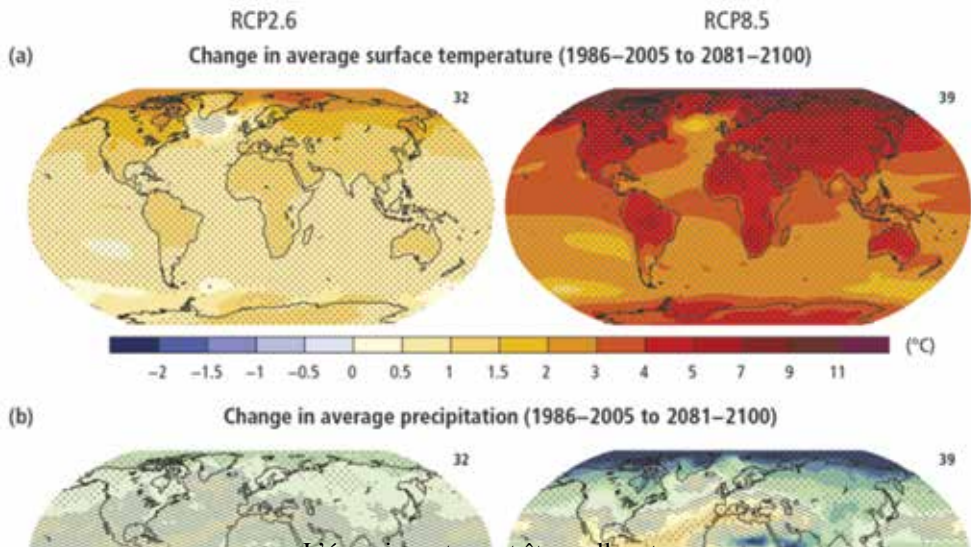 RCP2.6 RCP8.5
(a) Change in average surface temperature (1986–2005 to 2081–2100)
32 39
−2 −1.5 −1 −0.5 0 0.5 1 1.5 2 3 4 5 7 9 11 (°C)
(b) Change in average precipitation (1986–2005 to 2081–2100)
32 39